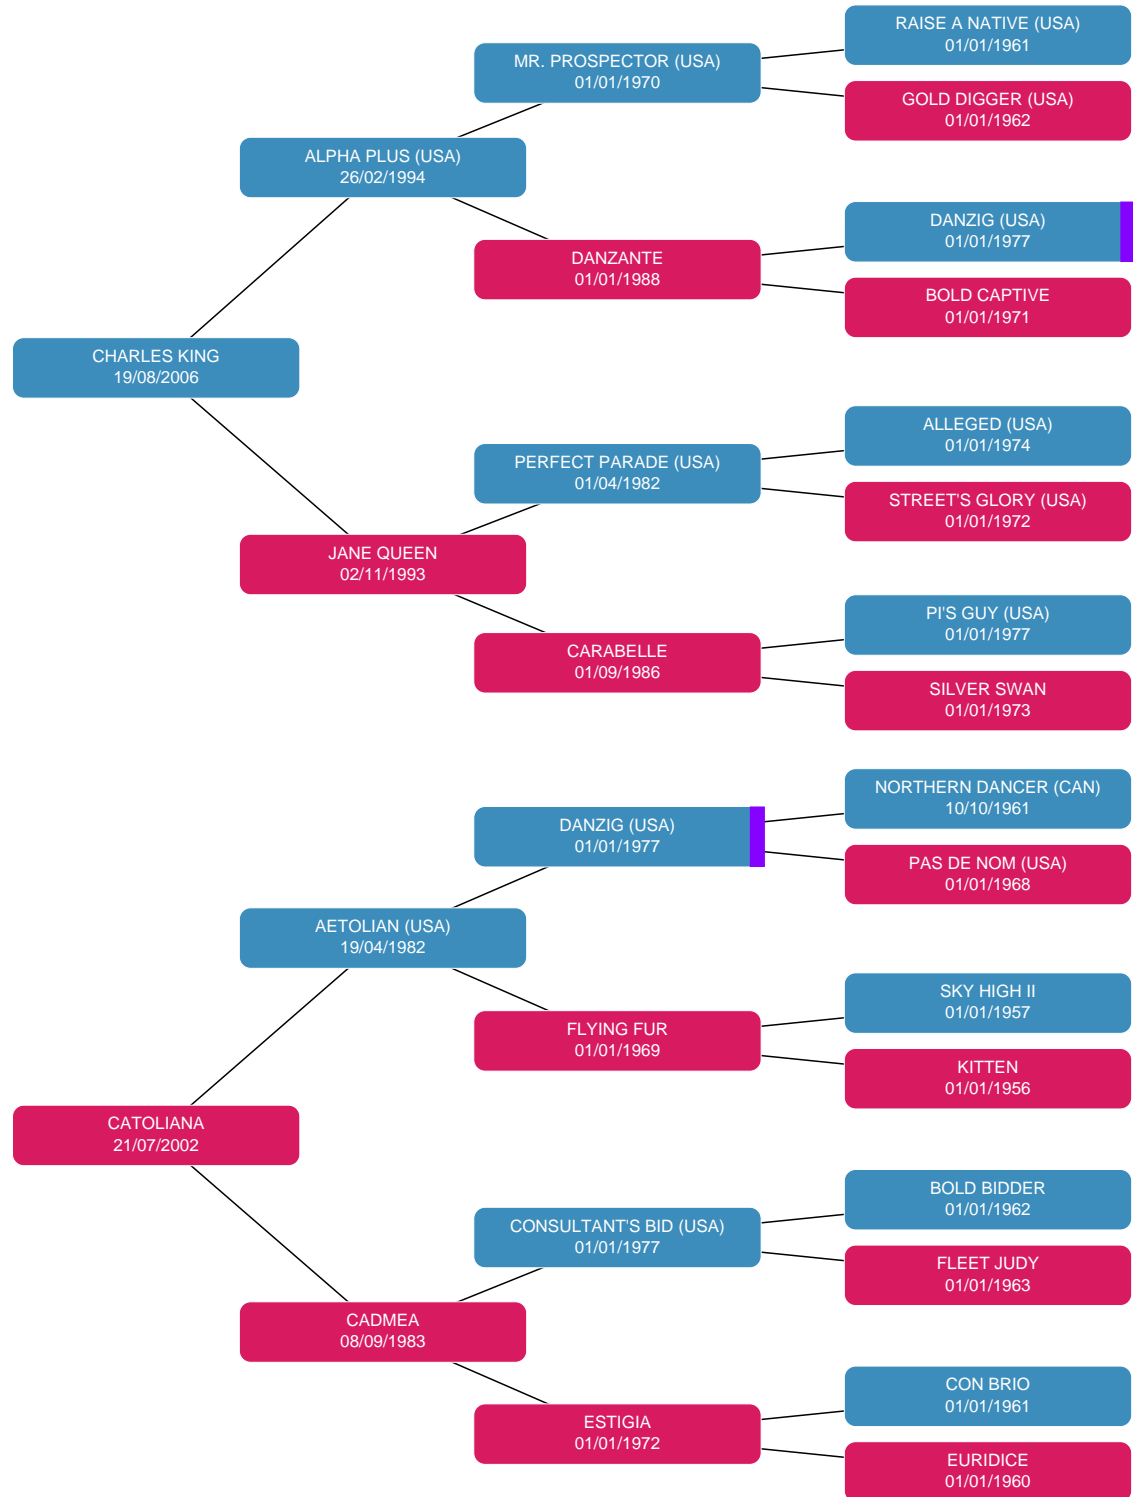 RAISE A NATIVE (USA)
01/01/1961
MR. PROSPECTOR (USA)
01/01/1970
GOLD DIGGER (USA)
01/01/1962
ALPHA PLUS (USA)
26/02/1994
DANZIG (USA)
01/01/1977
DANZANTE
01/01/1988
BOLD CAPTIVE
01/01/1971
CHARLES KING
19/08/2006
ALLEGED (USA)
01/01/1974
PERFECT PARADE (USA)
01/04/1982
STREET'S GLORY (USA)
01/01/1972
JANE QUEEN
02/11/1993
PI'S GUY (USA)
01/01/1977
CARABELLE
01/09/1986
SILVER SWAN
01/01/1973
NORTHERN DANCER (CAN)
10/10/1961
DANZIG (USA)
01/01/1977
PAS DE NOM (USA)
01/01/1968
AETOLIAN (USA)
19/04/1982
SKY HIGH II
01/01/1957
FLYING FUR
01/01/1969
KITTEN
01/01/1956
CATOLIANA
21/07/2002
BOLD BIDDER
01/01/1962
CONSULTANT'S BID (USA)
01/01/1977
FLEET JUDY
01/01/1963
CADMEA
08/09/1983
CON BRIO
01/01/1961
ESTIGIA
01/01/1972
EURIDICE
01/01/1960